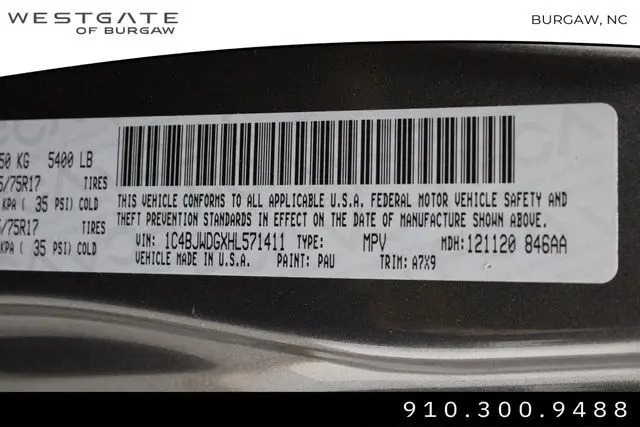 WESTGATE
OF BURGAW
BURGAW, NC
50 KG 5400 LB
/75R17 TIRES
KPA ( 35 PSI) COLD
/75R17 TIRES
KPA ( 35 PSI) COLD
THIS VEHICLE CONFORMS TO ALL APPLICABLE U.S.A. FEDERAL MOTOR VEHICLE SAFETY AND
THEFT PREVENTION STANDARDS IN EFFECT ON THE DATE OF MANUFACTURE SHOWN ABOVE.
VIN: 1C4BJWDGXHL571411 TYPE: MPV MDH:121120 846AA
VEHICLE MADE IN U.S.A. PAINT: PAU TRIM: A7X9
910.300.9488